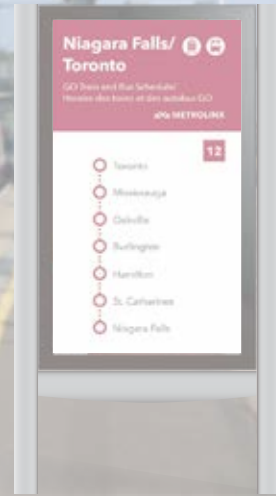 Niagara Falls/
Toronto
GO Train and Bus Schedule/
Horaire des trains et des autobus GO
METROLINX
12
Toronto
Mississauga
Oakville
Burlington
Hamilton
St. Catharines
Niagara Falls